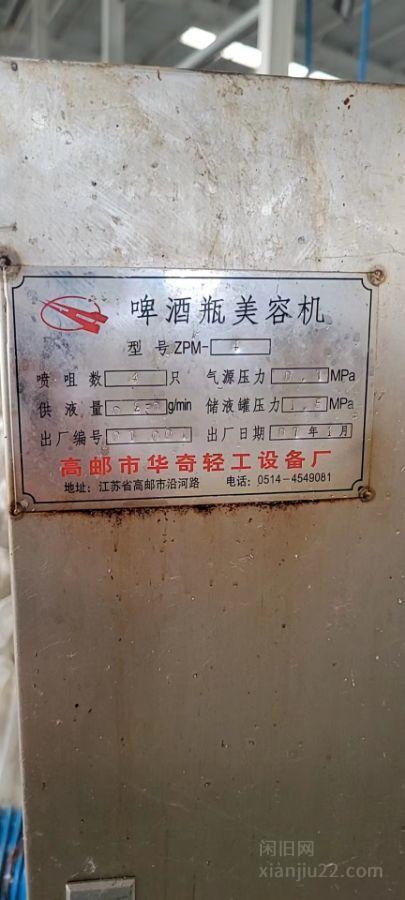 啤酒瓶美容机
型号 ZPM-4
喷咀数 4 只 气源压力 MPa
供液量 g/min 储液罐压力 MPa
出厂编号 出厂日期 年 月
高邮市华奇轻工设备厂
地址：江苏省高邮市沿河路 电话：0514-4549081
闲旧网
xianjiu22.com